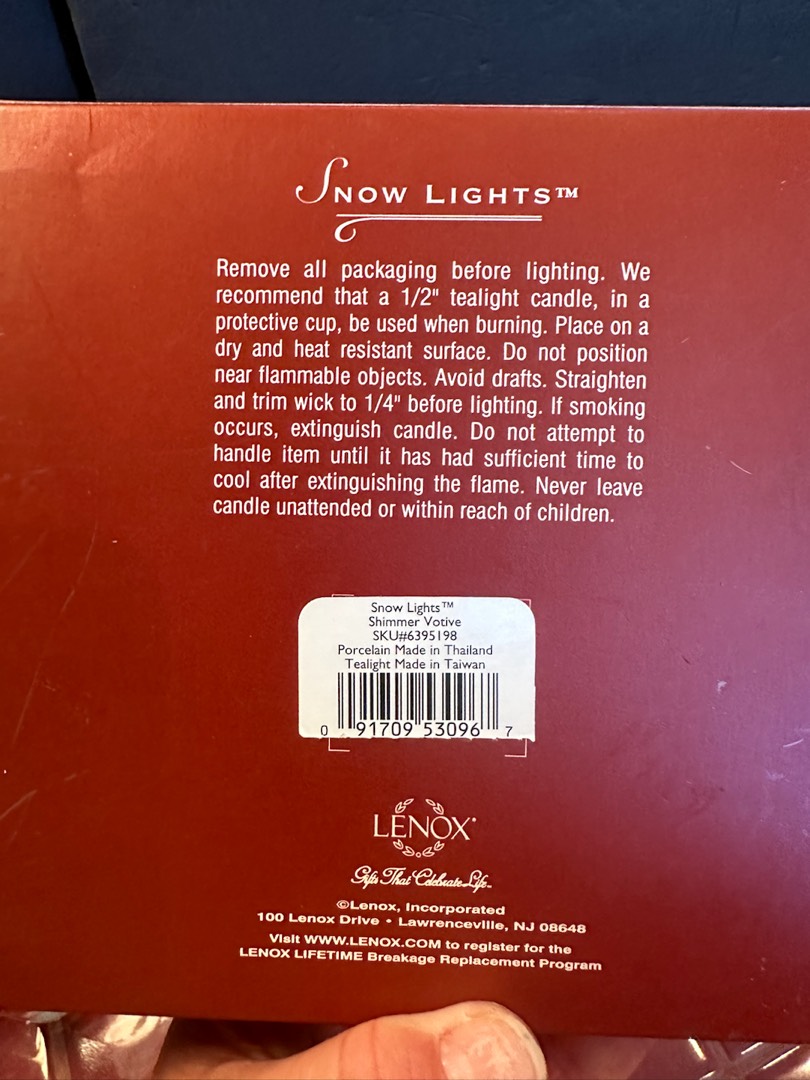 Snow Lights™
Remove all packaging before lighting. We
recommend that a 1/2" tealight candle, in a
protective cup, be used when burning. Place on a
dry and heat resistant surface. Do not position
near flammable objects. Avoid drafts. Straighten
and trim wick to 1/4" before lighting. If smoking
occurs, extinguish candle. Do not attempt to
handle item until it has had sufficient time to
cool after extinguishing the flame. Never leave
candle unattended or within reach of children.
Snow Lights™
Shimmer Votive
SKU#6395198
Porcelain Made in Thailand
Tealight Made in Taiwan
0 91709 53096 7
LENOX®
Gifts That Celebrate Life™
©Lenox, Incorporated
100 Lenox Drive • Lawrenceville, NJ 08648
Visit WWW.LENOX.COM to register for the
LENOX LIFETIME Breakage Replacement Program